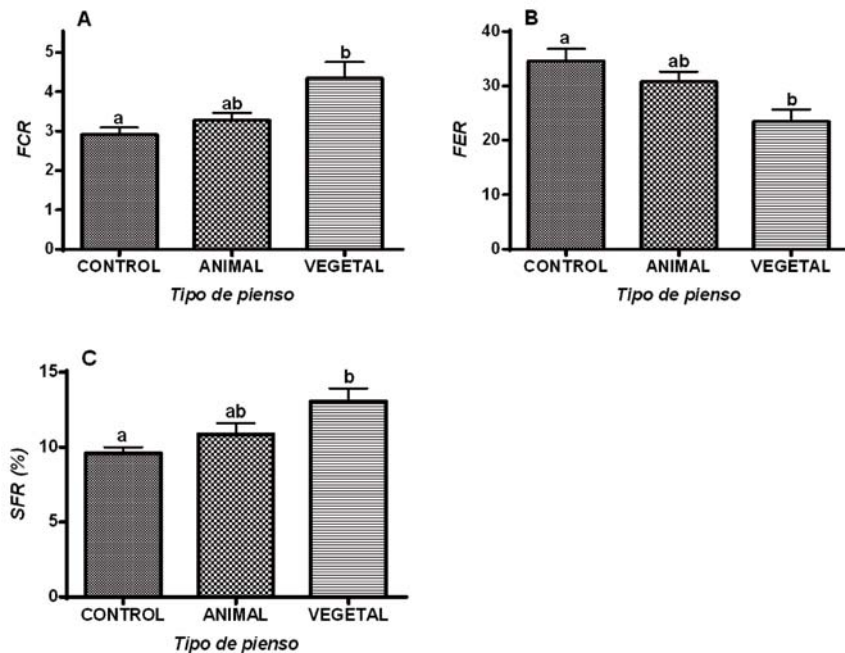 A
5
4
3
2
1
0
FCR
a
ab
b
CONTROL ANIMAL VEGETAL
Tipo de pienso
B
40
30
20
10
0
FER
a
ab
b
CONTROL ANIMAL VEGETAL
Tipo de pienso
C
15
10
5
0
SFR (%)
a
ab
b
CONTROL ANIMAL VEGETAL
Tipo de pienso